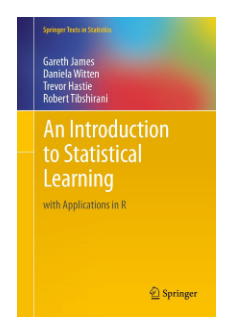 Springer Texts in Statistics
Gareth James
Daniela Witten
Trevor Hastie
Robert Tibshirani
An Introduction
to Statistical
Learning
with Applications in R
Springer